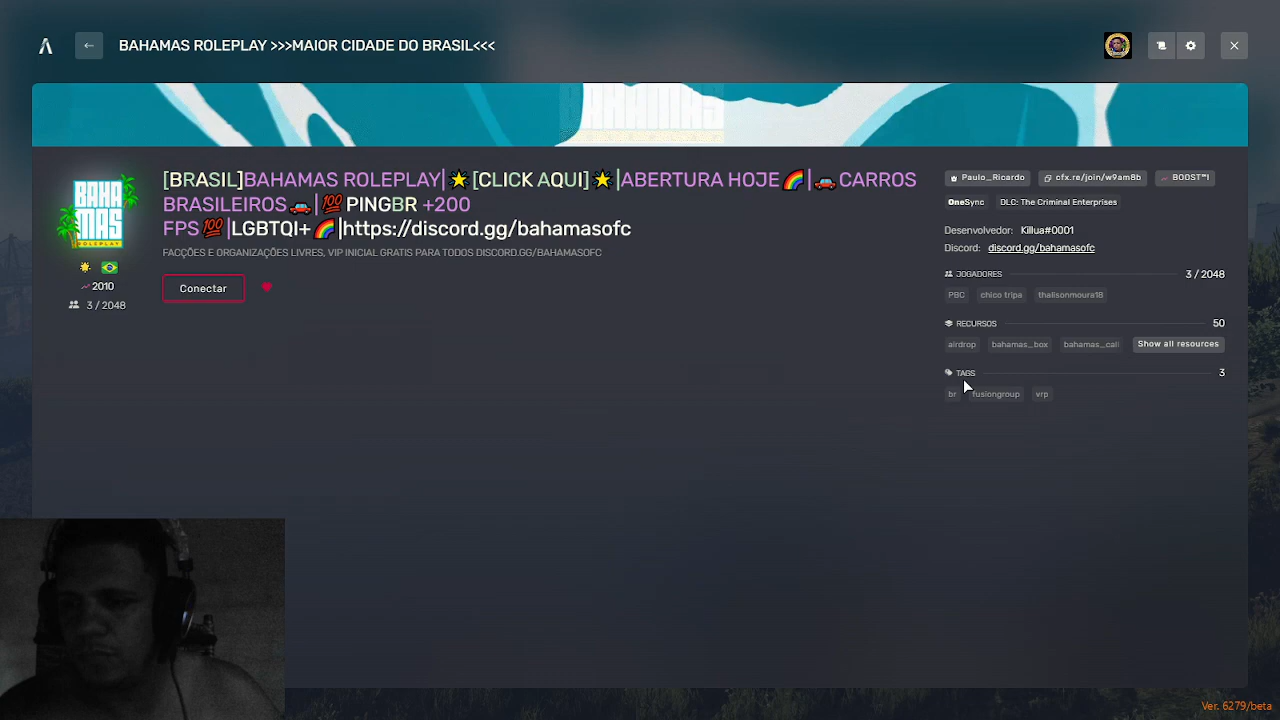 BAHAMAS ROLEPLAY >>>MAIOR CIDADE DO BRASIL<<<
BAHAMAS
[BRASIL]BAHAMAS ROLEPLAY|🌟[CLICK AQUI]🌟|ABERTURA HOJE🌈|🚗CARROS
BRASILEIROS🚗|💯PINGBR +200
FPS💯|LGBTQI+🌈|https://discord.gg/bahamasofc
FACÇÕES E ORGANIZAÇÕES LIVRES, VIP INICIAL GRATIS PARA TODOS DISCORD.GG/BAHAMASOFC
BAHA
MAS
ROLEPLAY
2010
3 / 2048
Conectar
Paulo_Ricardo cfx.re/join/w9am8b BOOST™!
OneSync DLC: The Criminal Enterprises
Desenvolvedor: Killua#0001
Discord: discord.gg/bahamasofc
JOGADORES 3 / 2048
PBC chico tripa thalisonmoura18
RECURSOS 50
airdrop bahamas_box bahamas_call Show all resources
TAGS 3
br fusiongroup vrp
Ver. 6279/beta